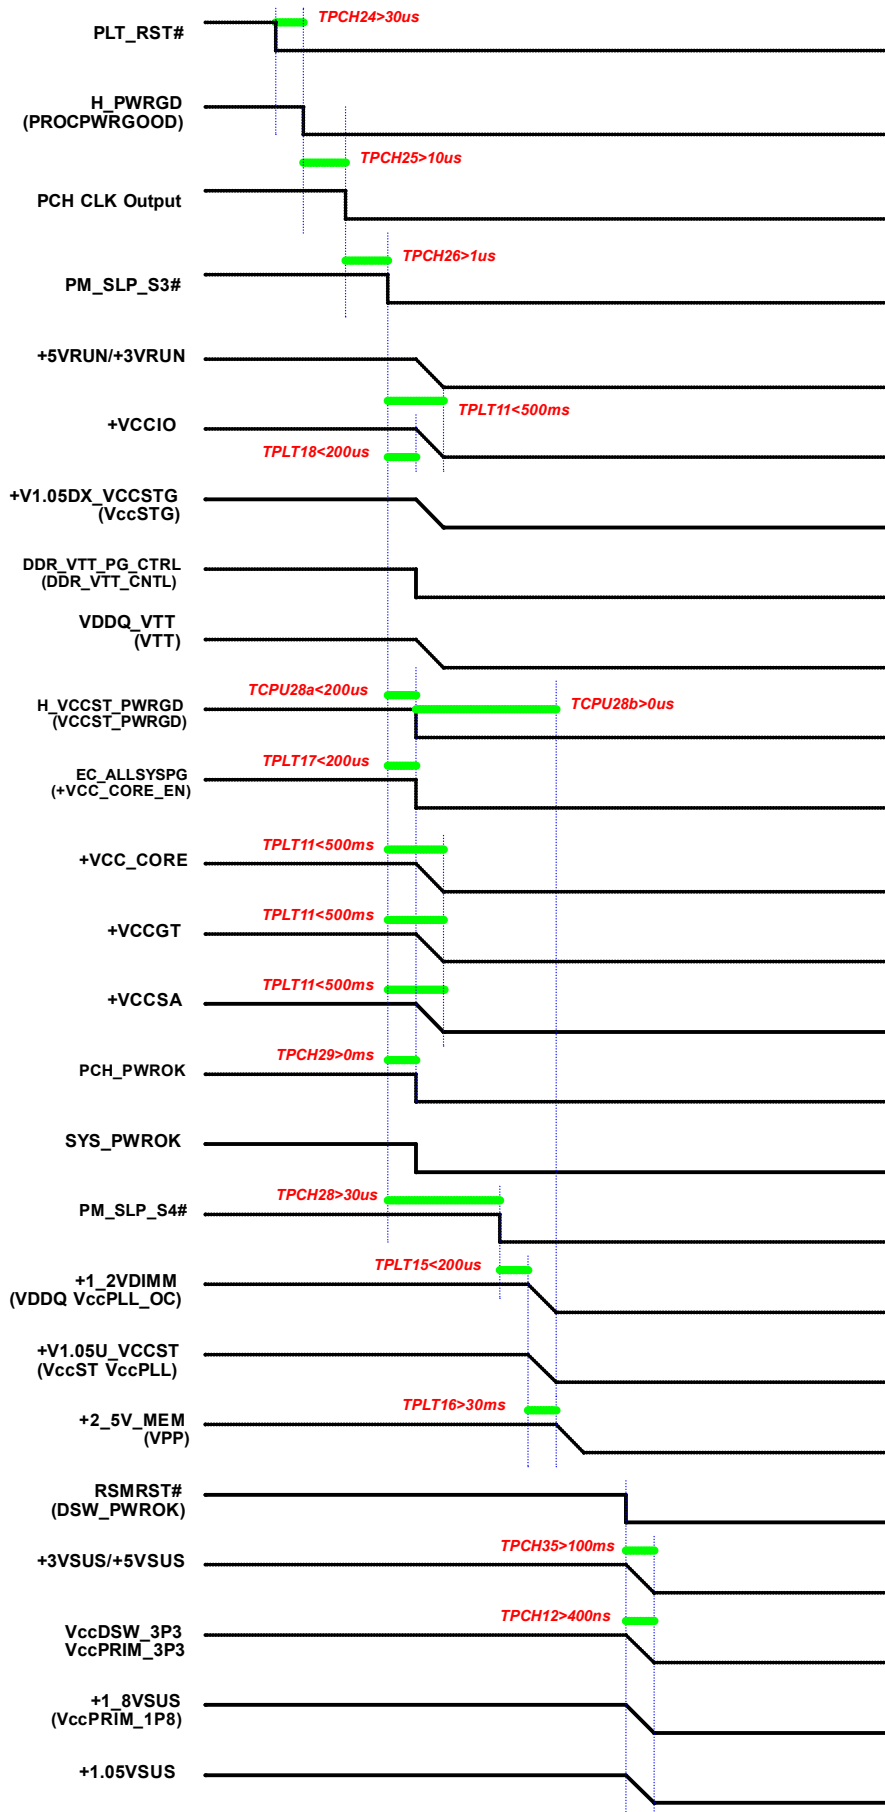 TPCH24>30us
PLT_RST#
H_PWRGD
(PROCPWRGOOD)
TPCH25>10us
PCH CLK Output
TPCH26>1us
PM_SLP_S3#
+5VRUN/+3VRUN
TPLT11<500ms
+VCCIO
TPLT18<200us
+V1.05DX_VCCSTG
(VccSTG)
DDR_VTT_PG_CTRL
(DDR_VTT_CNTL)
VDDQ_VTT
(VTT)
TCPU28a<200us
TCPU28b>0us
H_VCCST_PWRGD
(VCCST_PWRGD)
TPLT17<200us
EC_ALLSYSPG
(+VCC_CORE_EN)
TPLT11<500ms
+VCC_CORE
TPLT11<500ms
+VCCGT
TPLT11<500ms
+VCCSA
TPCH29>0ms
PCH_PWROK
SYS_PWROK
TPCH28>30us
PM_SLP_S4#
TPLT15<200us
+1_2VDIMM
(VDDQ VccPLL_OC)
+V1.05U_VCCST
(VccST VccPLL)
TPLT16>30ms
+2_5V_MEM
(VPP)
RSMRST#
(DSW_PWROK)
TPCH35>100ms
+3VSUS/+5VSUS
TPCH12>400ns
VccDSW_3P3
VccPRIM_3P3
+1_8VSUS
(VccPRIM_1P8)
+1.05VSUS